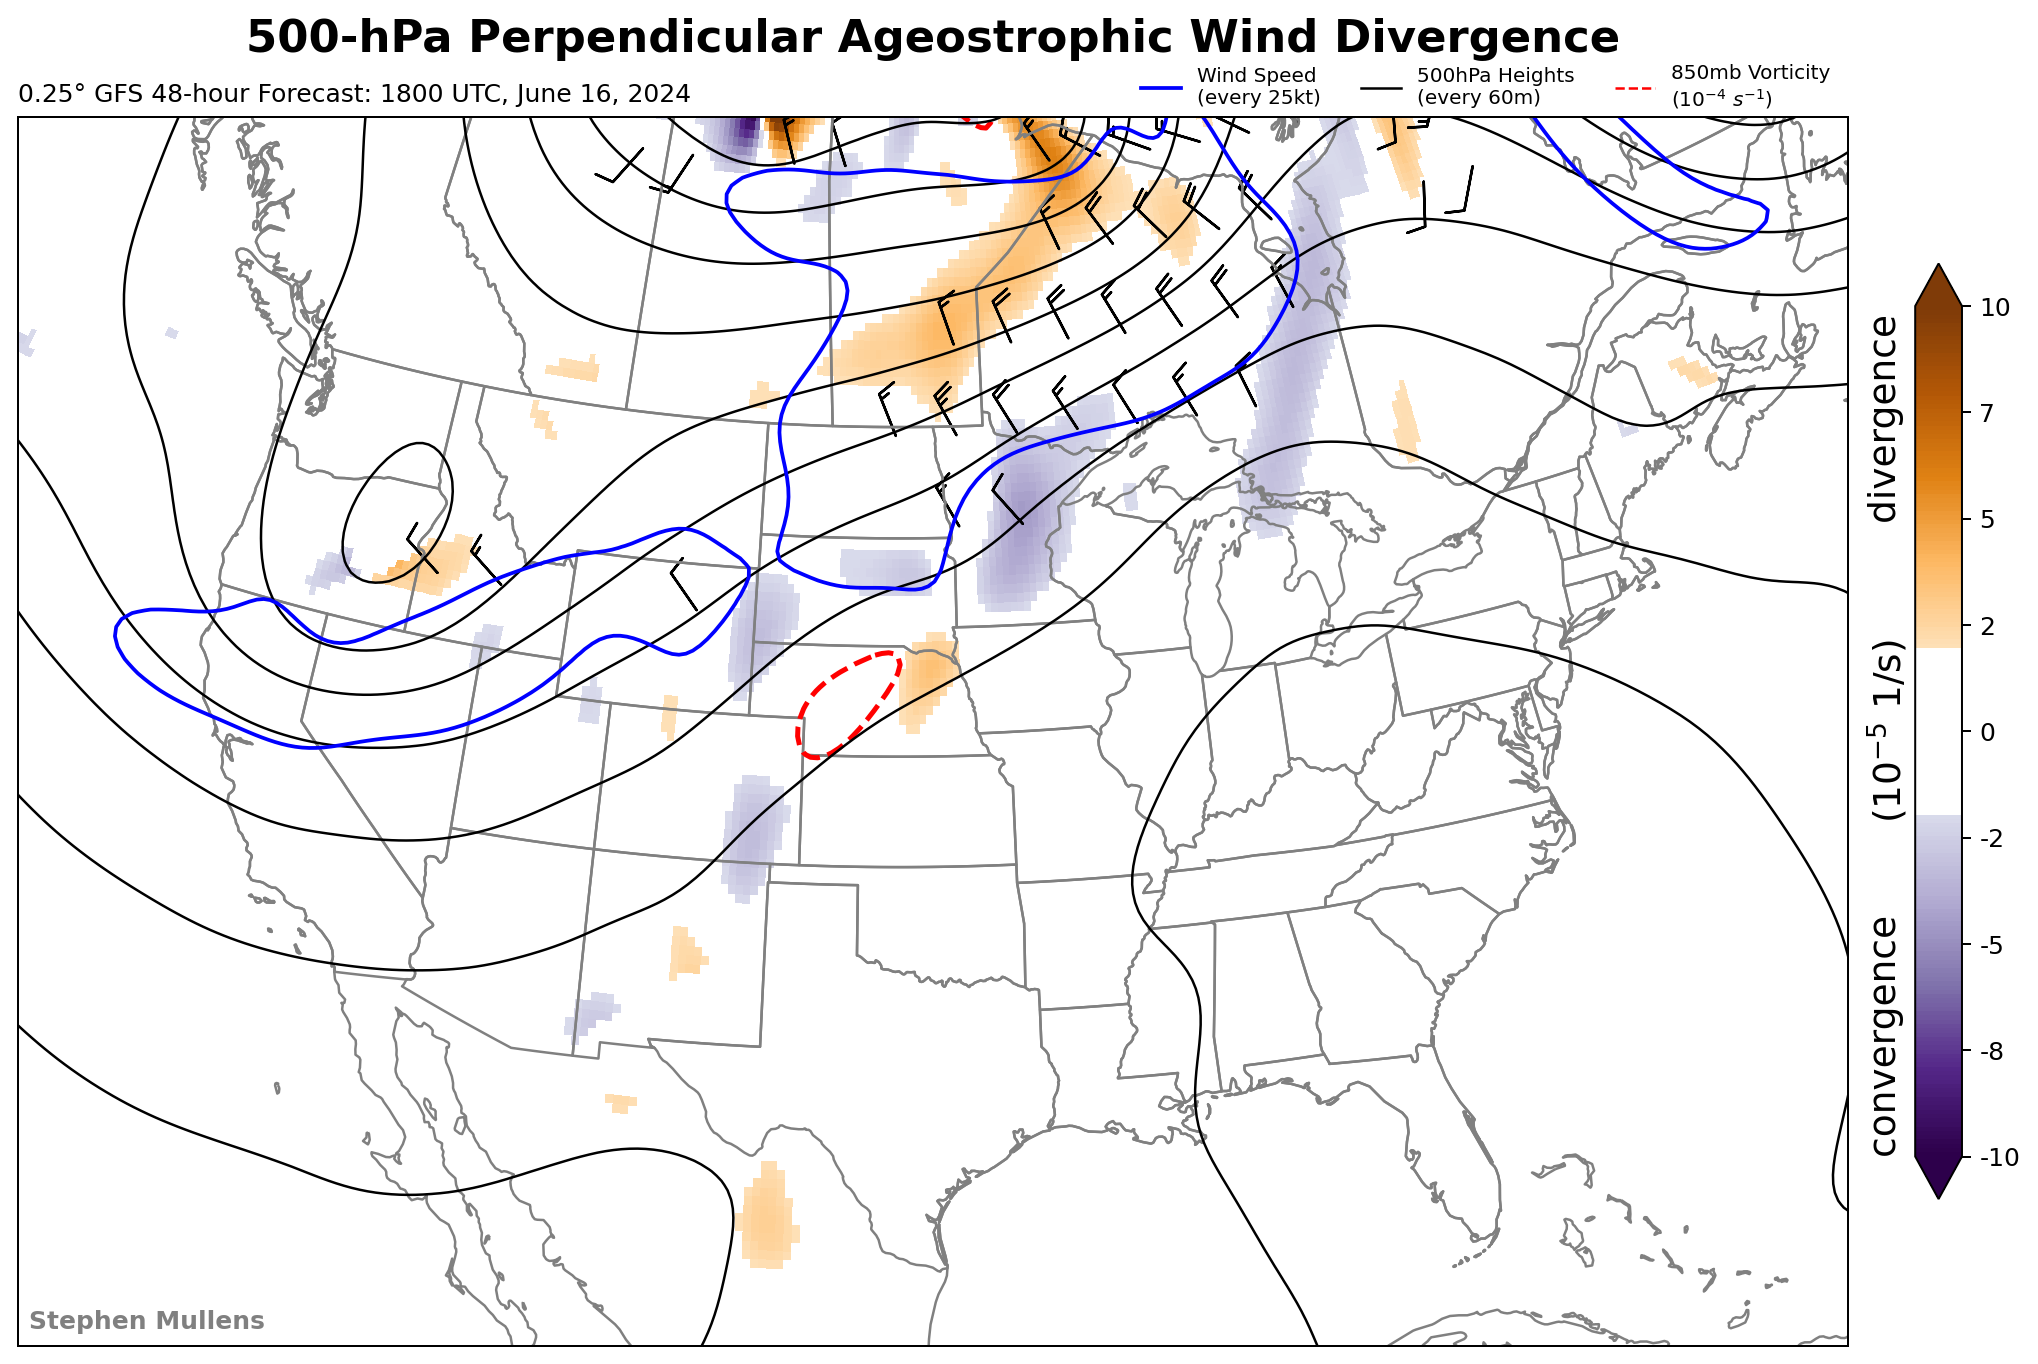 500-hPa Perpendicular Ageostrophic Wind Divergence
0.25° GFS 48-hour Forecast: 1800 UTC, June 16, 2024
Wind Speed
(every 25kt)
500hPa Heights
(every 60m)
850mb Vorticity
(10⁻⁴ s⁻¹)
10
7
5
2
0
-2
-5
-8
-10
convergence (10⁻⁵ 1/s) divergence
Stephen Mullens